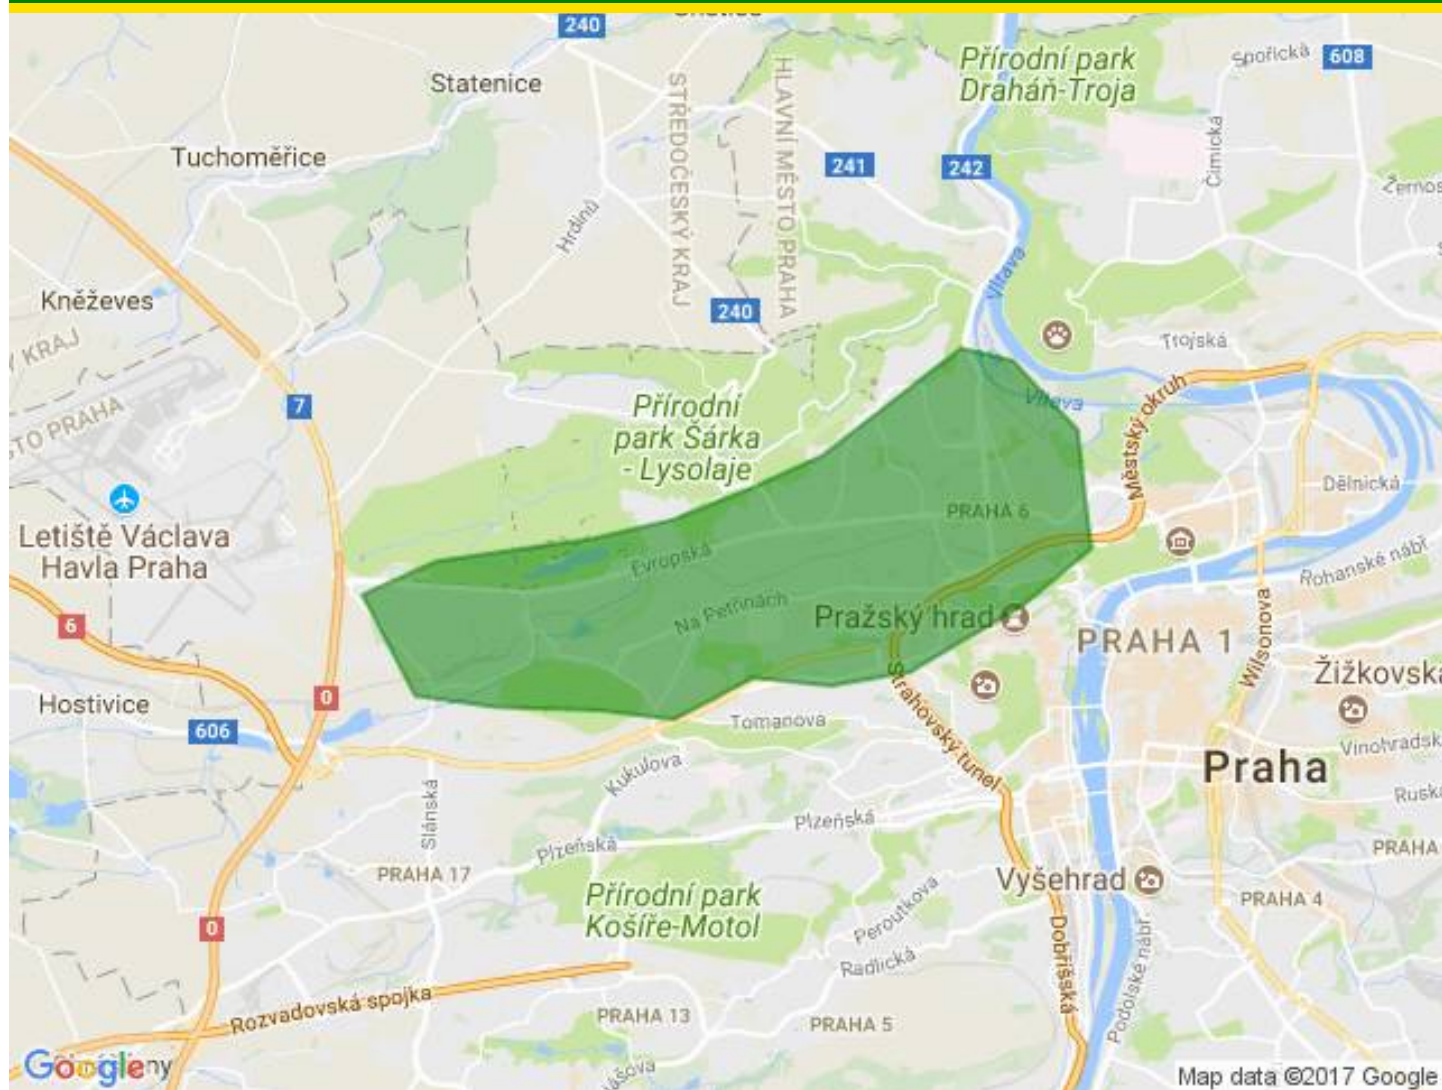 240
Statenice
Přírodní park
Draháň-Troja
Spořická
608
STŘEDOČESKÝ KRAJ
HLAVNÍ MĚSTO PRAHA
Tuchoměřice
241
242
Čimická
Hrdinů
Vltava
Kněževes
240
KRAJ
Trojská
7
Přírodní
park Šárka
- Lysolaje
Vltava
Městský okruh
STO PRAHA
Dělnická
Letiště Václava
Havla Praha
PRAHA 6
Evropská
Rohanské nábř
Na Petřinách
6
Pražský hrad
PRAHA 1
Wilsonova
Žižkovská
0
Hostivice
606
Strahovský tunel
Tomanova
Vinohradsk
Kukulova
Praha
Ruska
Slánská
Plzeňská
Plzeňská
PRAHA
PRAHA 17
Přírodní park
Košíře-Motol
Vyšehrad
PRAHA 4
Peroutkova
0
Radlická
Dobříšská
Podolské nábř
Rozvadovská spojka
PRAHA 13
PRAHA 5
Google
ny
Map data ©2017 Google